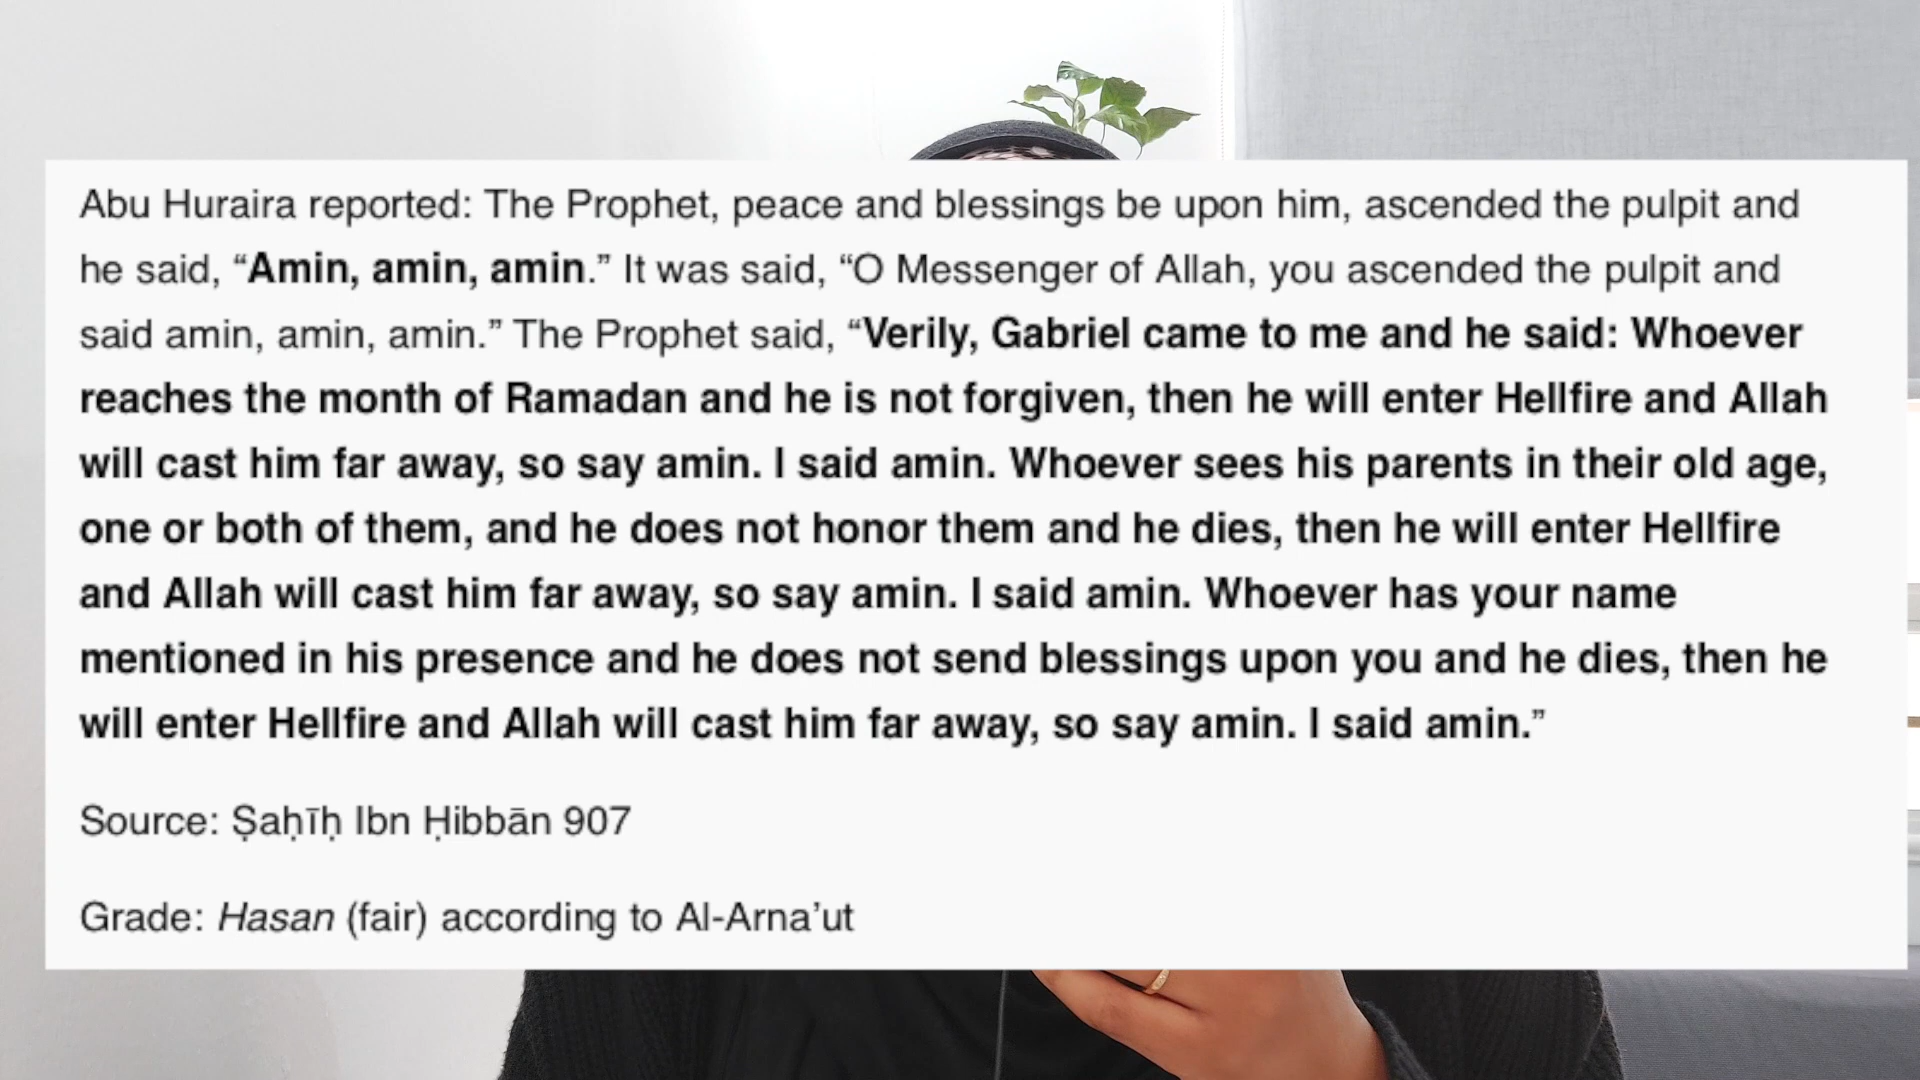 Abu Huraira reported: The Prophet, peace and blessings be upon him, ascended the pulpit and
he said, “Amin, amin, amin.” It was said, “O Messenger of Allah, you ascended the pulpit and
said amin, amin, amin.” The Prophet said, “Verily, Gabriel came to me and he said: Whoever
reaches the month of Ramadan and he is not forgiven, then he will enter Hellfire and Allah
will cast him far away, so say amin. I said amin. Whoever sees his parents in their old age,
one or both of them, and he does not honor them and he dies, then he will enter Hellfire
and Allah will cast him far away, so say amin. I said amin. Whoever has your name
mentioned in his presence and he does not send blessings upon you and he dies, then he
will enter Hellfire and Allah will cast him far away, so say amin. I said amin.”
Source: Ṣaḥīḥ Ibn Ḥibbān 907
Grade: Hasan (fair) according to Al-Arna’ut